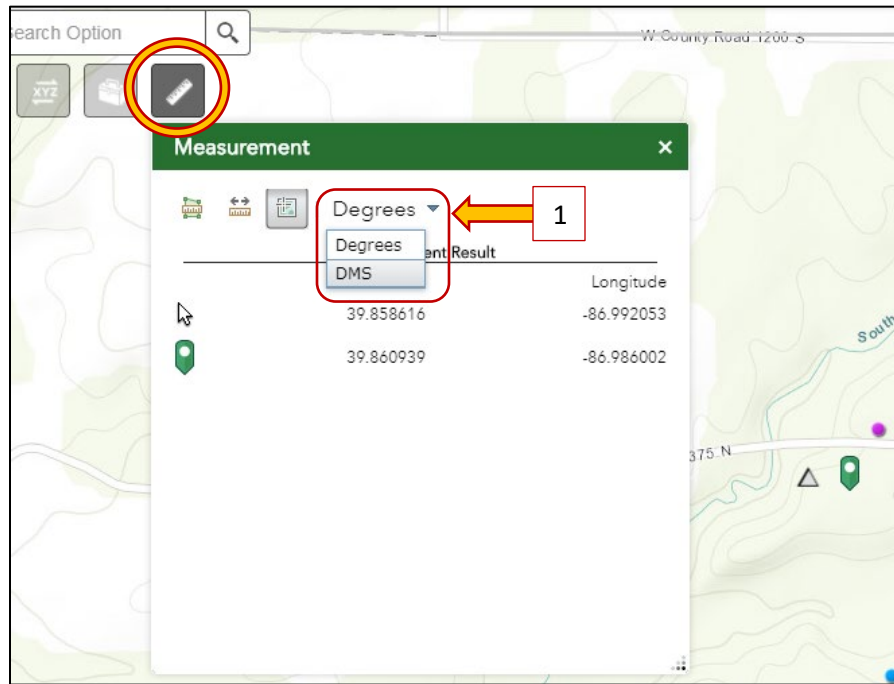 Search Option
W County Road 1200 S
XYZ
Measurement
Degrees
1
Degrees
ent Result
DMS
Longitude
39.858616 -86.992053
39.860939 -86.986002
South
375 N